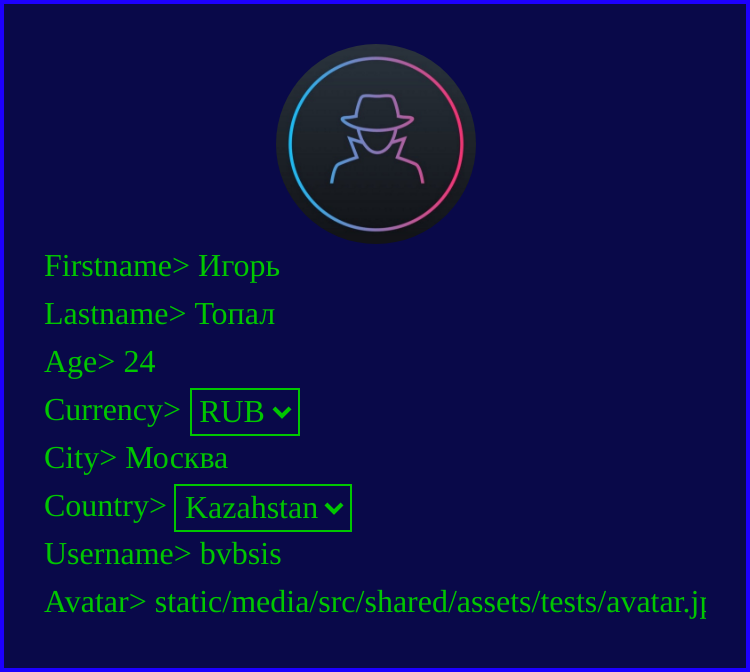 Firstname> Игорь
Lastname> Топал
Age> 24
Currency> RUB
City> Москва
Country> Kazahstan
Username> bvbsis
Avatar> static/media/src/shared/assets/tests/avatar.jp